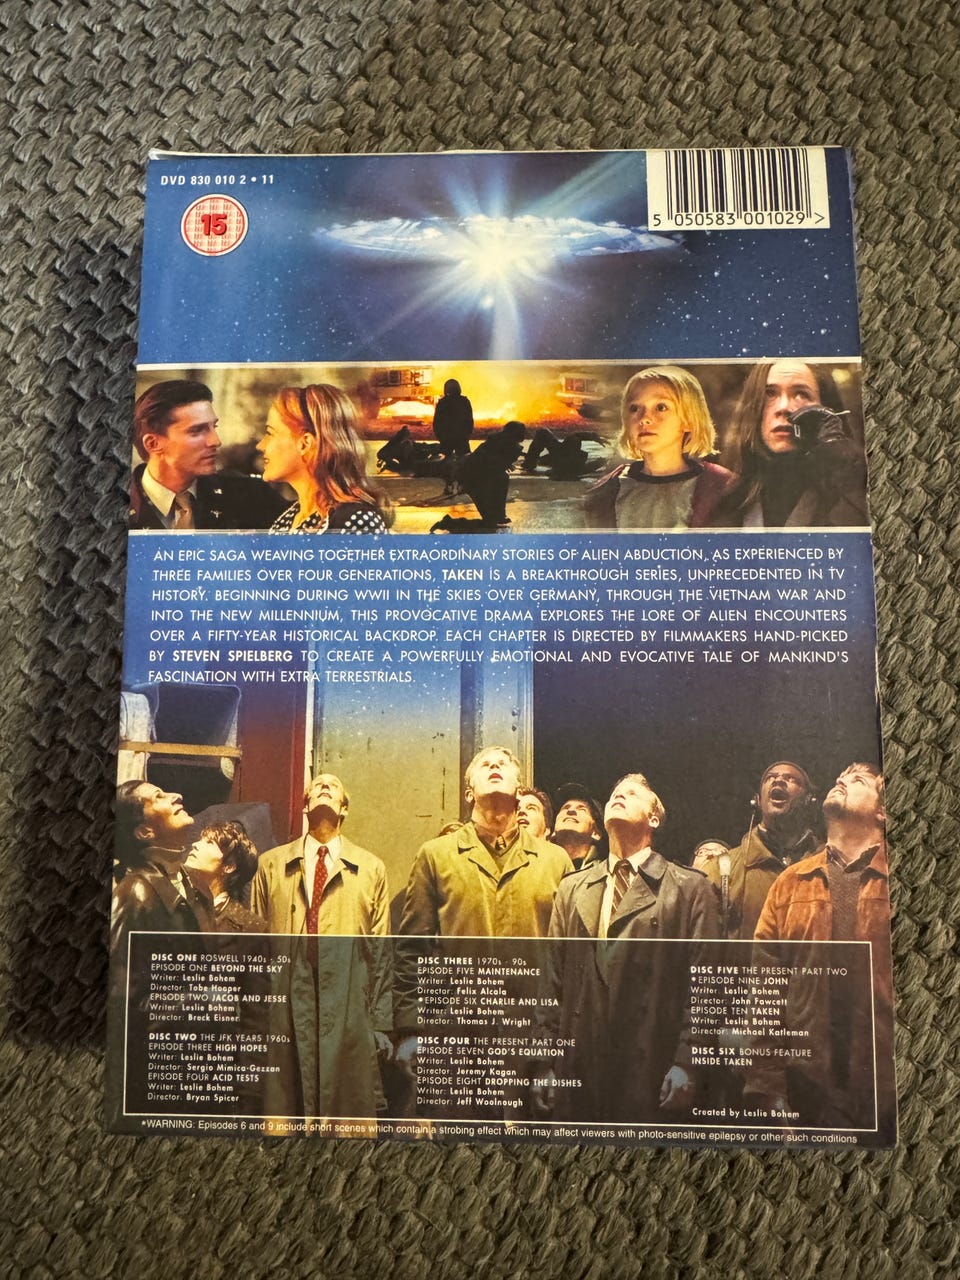 DVD 830 010 2 • 11
15
5 050583 001029 >
AN EPIC SAGA WEAVING TOGETHER EXTRAORDINARY STORIES OF ALIEN ABDUCTION, AS EXPERIENCED BY
THREE FAMILIES OVER FOUR GENERATIONS, TAKEN IS A BREAKTHROUGH SERIES, UNPRECEDENTED IN TV
HISTORY. BEGINNING DURING WWII IN THE SKIES OVER GERMANY, THROUGH THE VIETNAM WAR AND
INTO THE NEW MILLENNIUM, THIS PROVOCATIVE DRAMA EXPLORES THE LORE OF ALIEN ENCOUNTERS
OVER A FIFTY-YEAR HISTORICAL BACKDROP. EACH CHAPTER IS DIRECTED BY FILMMAKERS HAND-PICKED
BY STEVEN SPIELBERG TO CREATE A POWERFULLY EMOTIONAL AND EVOCATIVE TALE OF MANKIND'S
FASCINATION WITH EXTRA TERRESTRIALS.
DISC ONE ROSWELL 1940s - 50s
EPISODE ONE BEYOND THE SKY
Writer: Leslie Bohem
Director: Tobe Hooper
EPISODE TWO JACOB AND JESSE
Writer: Leslie Bohem
Director: Breck Eisner
DISC TWO THE JFK YEARS 1960s
EPISODE THREE HIGH HOPES
Writer: Leslie Bohem
Director: Sergio Mimica-Gezzan
EPISODE FOUR ACID TESTS
Writer: Leslie Bohem
Director: Bryan Spicer
DISC THREE 1970s - 90s
EPISODE FIVE MAINTENANCE
Writer: Leslie Bohem
Director: Felix Alcala
*EPISODE SIX CHARLIE AND LISA
Writer: Leslie Bohem
Director: Thomas J. Wright
DISC FOUR THE PRESENT PART ONE
EPISODE SEVEN GOD'S EQUATION
Writer: Leslie Bohem
Director: Jeremy Kagan
EPISODE EIGHT DROPPING THE DISHES
Writer: Leslie Bohem
Director: Jeff Woolnough
DISC FIVE THE PRESENT PART TWO
*EPISODE NINE JOHN
Writer: Leslie Bohem
Director: John Fawcett
EPISODE TEN TAKEN
Writer: Leslie Bohem
Director: Michael Katleman
DISC SIX BONUS FEATURE
INSIDE TAKEN
Created by Leslie Bohem
*WARNING: Episodes 6 and 9 include short scenes which contain a strobing effect which may affect viewers with photo-sensitive epilepsy or other such conditions